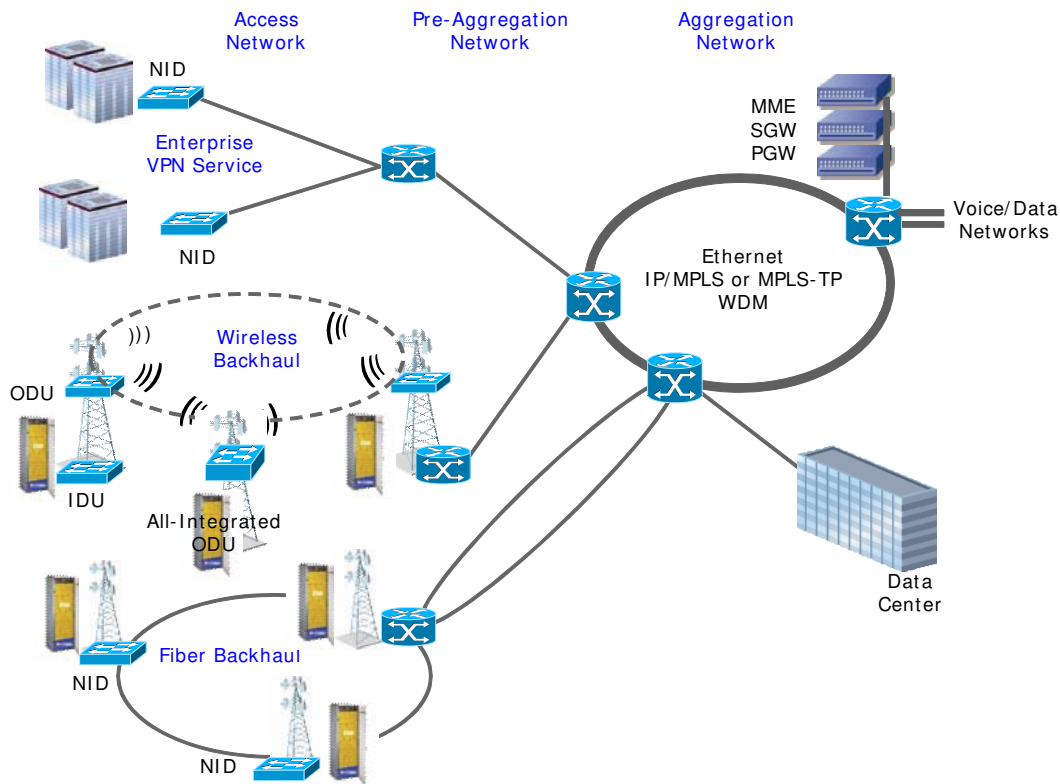 Access
Network
Pre-Aggregation
Network
Aggregation
Network
NID
MME
SGW
PGW
Enterprise
VPN Service
NID
Voice/Data
Networks
Ethernet
IP/MPLS or MPLS-TP
WDM
Wireless
Backhaul
)))
ODU
IDU
All-Integrated
ODU
Data
Center
Fiber Backhaul
NID
NID